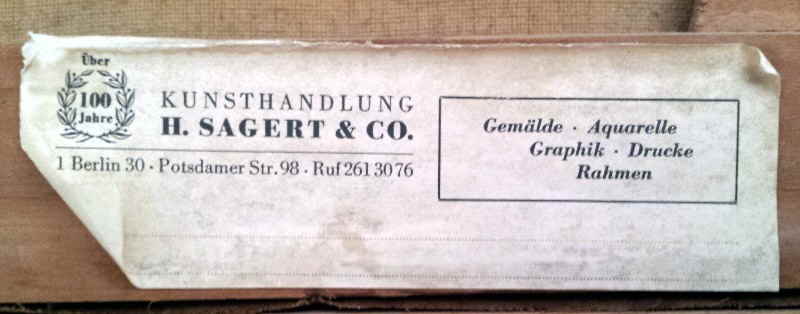 Über
100
Jahre
KUNSTHANDLUNG
H. SAGERT & CO.
1 Berlin 30 · Potsdamer Str. 98 · Ruf 261 30 76
Gemälde · Aquarelle
Graphik · Drucke
Rahmen